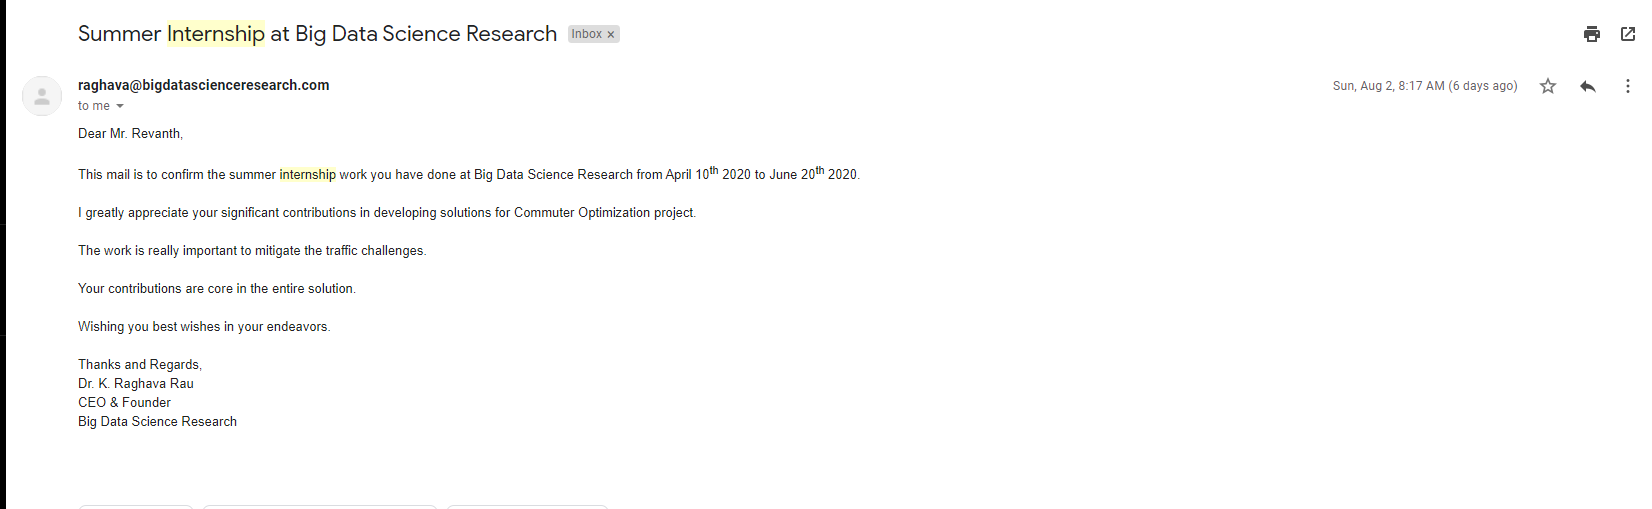 Summer Internship at Big Data Science Research Inbox ×
raghava@bigdatascienceresearch.com Sun, Aug 2, 8:17 AM (6 days ago)
to me
Dear Mr. Revanth,
This mail is to confirm the summer internship work you have done at Big Data Science Research from April 10th 2020 to June 20th 2020.
I greatly appreciate your significant contributions in developing solutions for Commuter Optimization project.
The work is really important to mitigate the traffic challenges.
Your contributions are core in the entire solution.
Wishing you best wishes in your endeavors.
Thanks and Regards,
Dr. K. Raghava Rau
CEO & Founder
Big Data Science Research